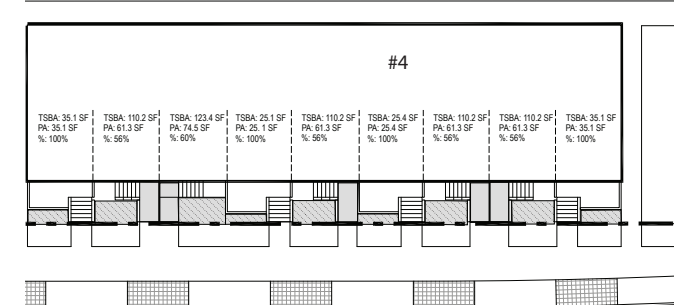 #4
TSBA: 35.1 SF
PA: 35.1 SF
%: 100%
TSBA: 110.2 SF
PA: 61.3 SF
%: 56%
TSBA: 123.4 SF
PA: 74.5 SF
%: 60%
TSBA: 25.1 SF
PA: 25. 1 SF
%: 100%
TSBA: 110.2 SF
PA: 61.3 SF
%: 56%
TSBA: 25.4 SF
PA: 25.4 SF
%: 100%
TSBA: 110.2 SF
PA: 61.3 SF
%: 56%
TSBA: 110.2 SF
PA: 61.3 SF
%: 56%
TSBA: 35.1 SF
PA: 35.1 SF
%: 100%